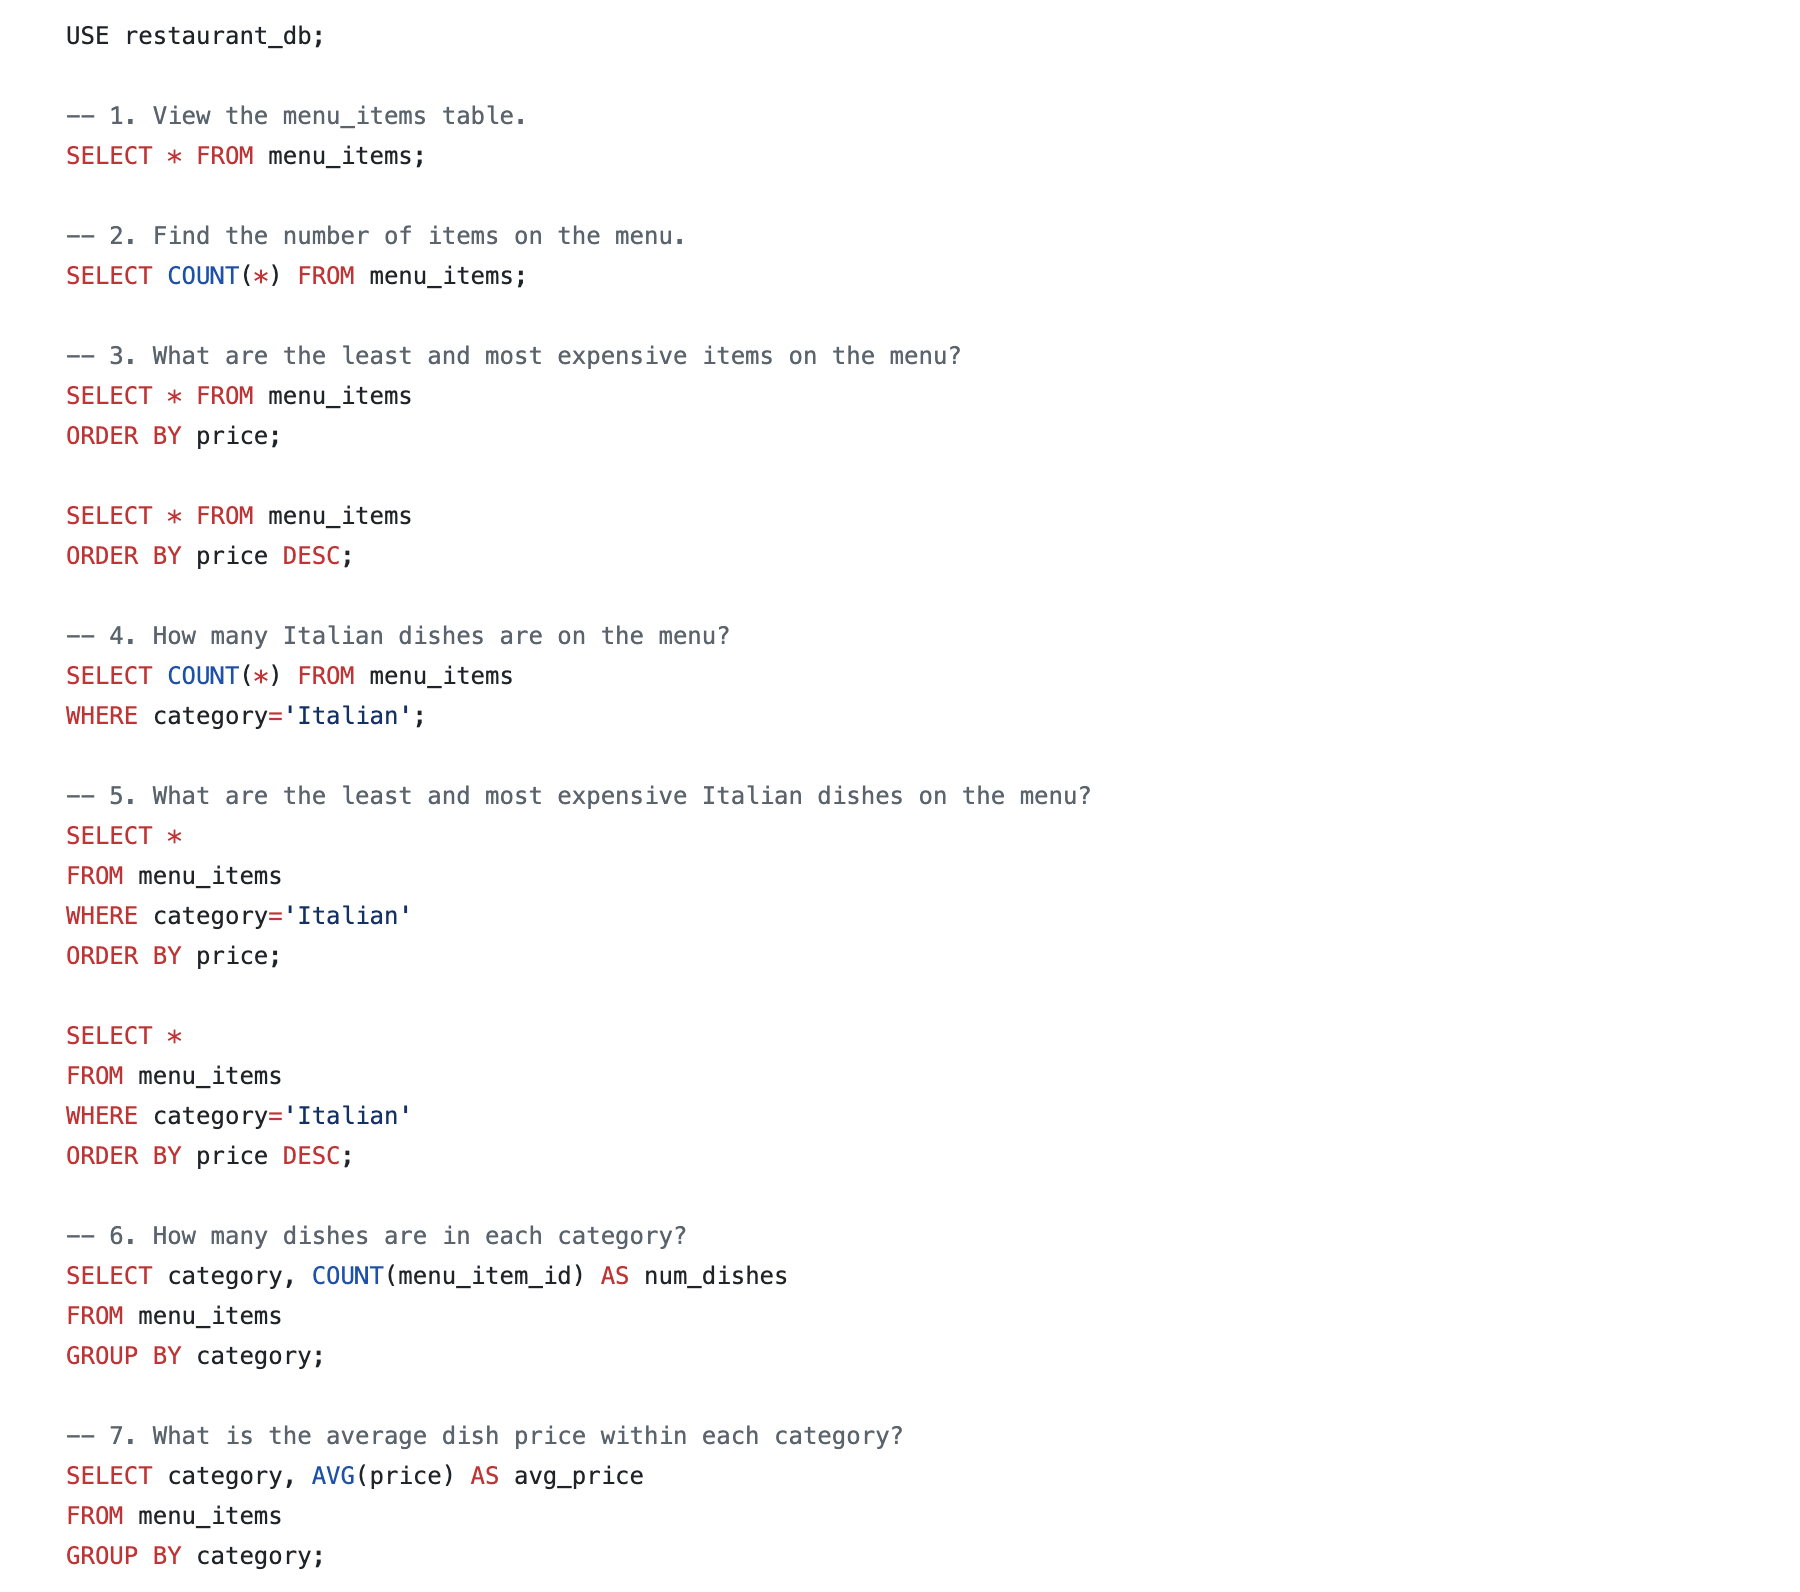 USE restaurant_db;
-- 1. View the menu_items table.
SELECT * FROM menu_items;
-- 2. Find the number of items on the menu.
SELECT COUNT(*) FROM menu_items;
-- 3. What are the least and most expensive items on the menu?
SELECT * FROM menu_items
ORDER BY price;
SELECT * FROM menu_items
ORDER BY price DESC;
-- 4. How many Italian dishes are on the menu?
SELECT COUNT(*) FROM menu_items
WHERE category='Italian';
-- 5. What are the least and most expensive Italian dishes on the menu?
SELECT *
FROM menu_items
WHERE category='Italian'
ORDER BY price;
SELECT *
FROM menu_items
WHERE category='Italian'
ORDER BY price DESC;
-- 6. How many dishes are in each category?
SELECT category, COUNT(menu_item_id) AS num_dishes
FROM menu_items
GROUP BY category;
-- 7. What is the average dish price within each category?
SELECT category, AVG(price) AS avg_price
FROM menu_items
GROUP BY category;